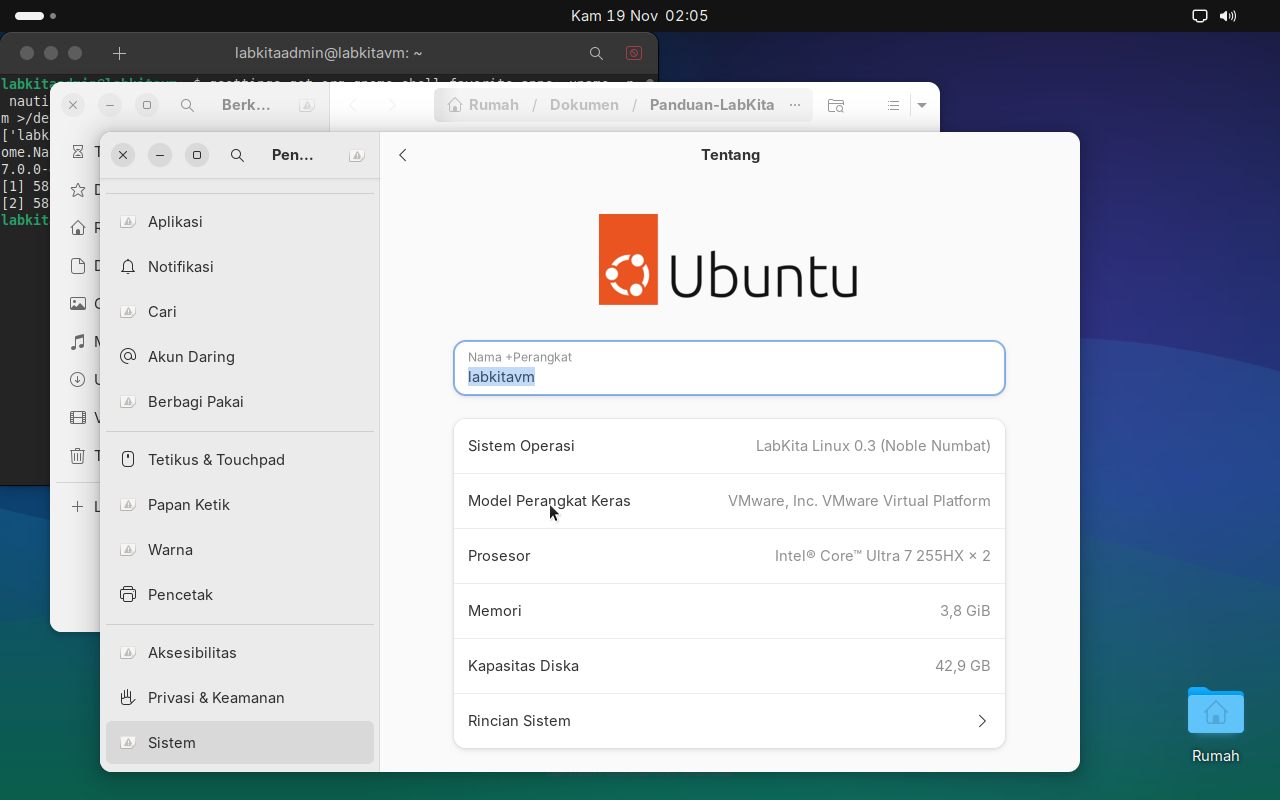 Kam 19 Nov 02:05
labkitaadmin@labkitavm: ~
nauti
m >/de
['labk
ome.Na
7.0.0-
[1] 58
[2] 58
labkit
Berk...
Rumah / Dokumen / Panduan-LabKita
Pen...
Aplikasi
Notifikasi
Cari
Akun Daring
Berbagi Pakai
Tetikus & Touchpad
Papan Ketik
Warna
Pencetak
Aksesibilitas
Privasi & Keamanan
Sistem
Tentang
Ubuntu
Nama +Perangkat
labkitavm
Sistem Operasi LabKita Linux 0.3 (Noble Numbat)
Model Perangkat Keras VMware, Inc. VMware Virtual Platform
Prosesor Intel® Core™ Ultra 7 255HX × 2
Memori 3,8 GiB
Kapasitas Diska 42,9 GB
Rincian Sistem
Rumah